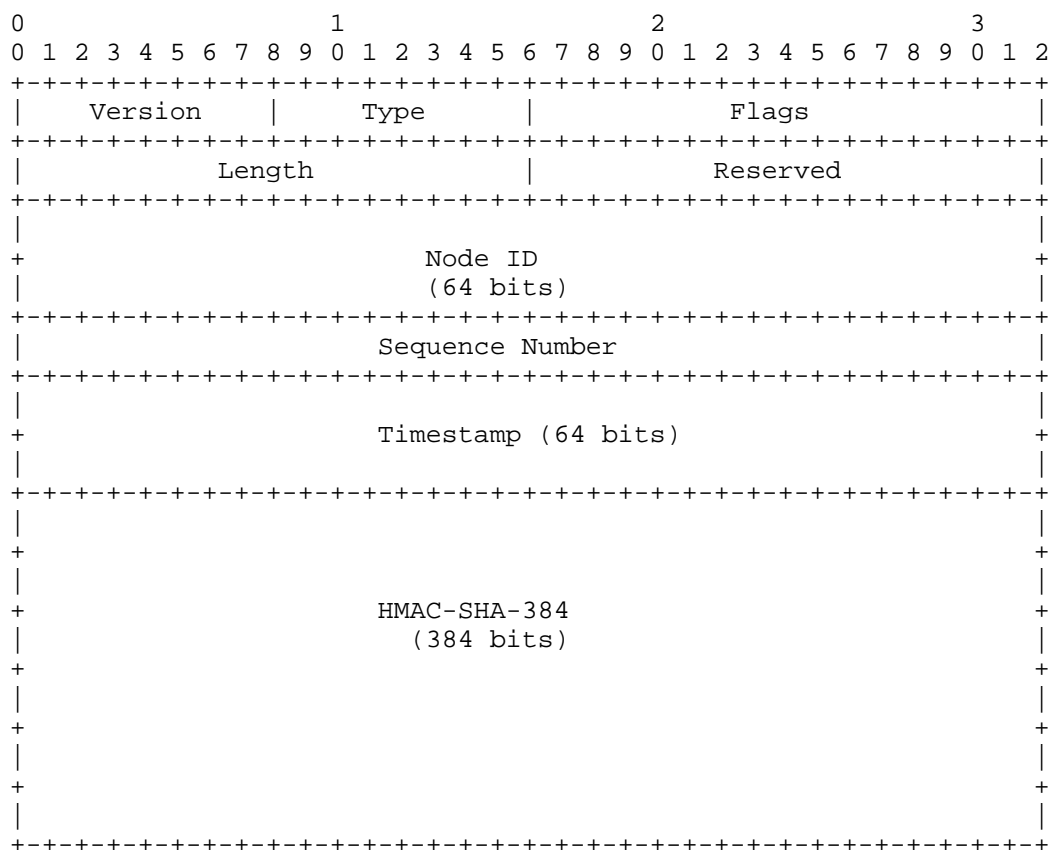 0                   1                   2                   3
0 1 2 3 4 5 6 7 8 9 0 1 2 3 4 5 6 7 8 9 0 1 2 3 4 5 6 7 8 9 0 1 2
+-+-+-+-+-+-+-+-+-+-+-+-+-+-+-+-+-+-+-+-+-+-+-+-+-+-+-+-+-+-+-+-+
|    Version    |     Type      |            Flags              |
+-+-+-+-+-+-+-+-+-+-+-+-+-+-+-+-+-+-+-+-+-+-+-+-+-+-+-+-+-+-+-+-+
|            Length             |           Reserved            |
+-+-+-+-+-+-+-+-+-+-+-+-+-+-+-+-+-+-+-+-+-+-+-+-+-+-+-+-+-+-+-+-+
|                                                               |
+                         Node ID                               +
|                         (64 bits)                             |
+-+-+-+-+-+-+-+-+-+-+-+-+-+-+-+-+-+-+-+-+-+-+-+-+-+-+-+-+-+-+-+-+
|                      Sequence Number                          |
+-+-+-+-+-+-+-+-+-+-+-+-+-+-+-+-+-+-+-+-+-+-+-+-+-+-+-+-+-+-+-+-+
|                                                               |
+                      Timestamp (64 bits)                      +
|                                                               |
+-+-+-+-+-+-+-+-+-+-+-+-+-+-+-+-+-+-+-+-+-+-+-+-+-+-+-+-+-+-+-+-+
|                                                               |
+                                                               +
|                                                               |
+                      HMAC-SHA-384                             +
|                        (384 bits)                             |
+                                                               +
|                                                               |
+                                                               +
|                                                               |
+                                                               +
|                                                               |
+-+-+-+-+-+-+-+-+-+-+-+-+-+-+-+-+-+-+-+-+-+-+-+-+-+-+-+-+-+-+-+-+